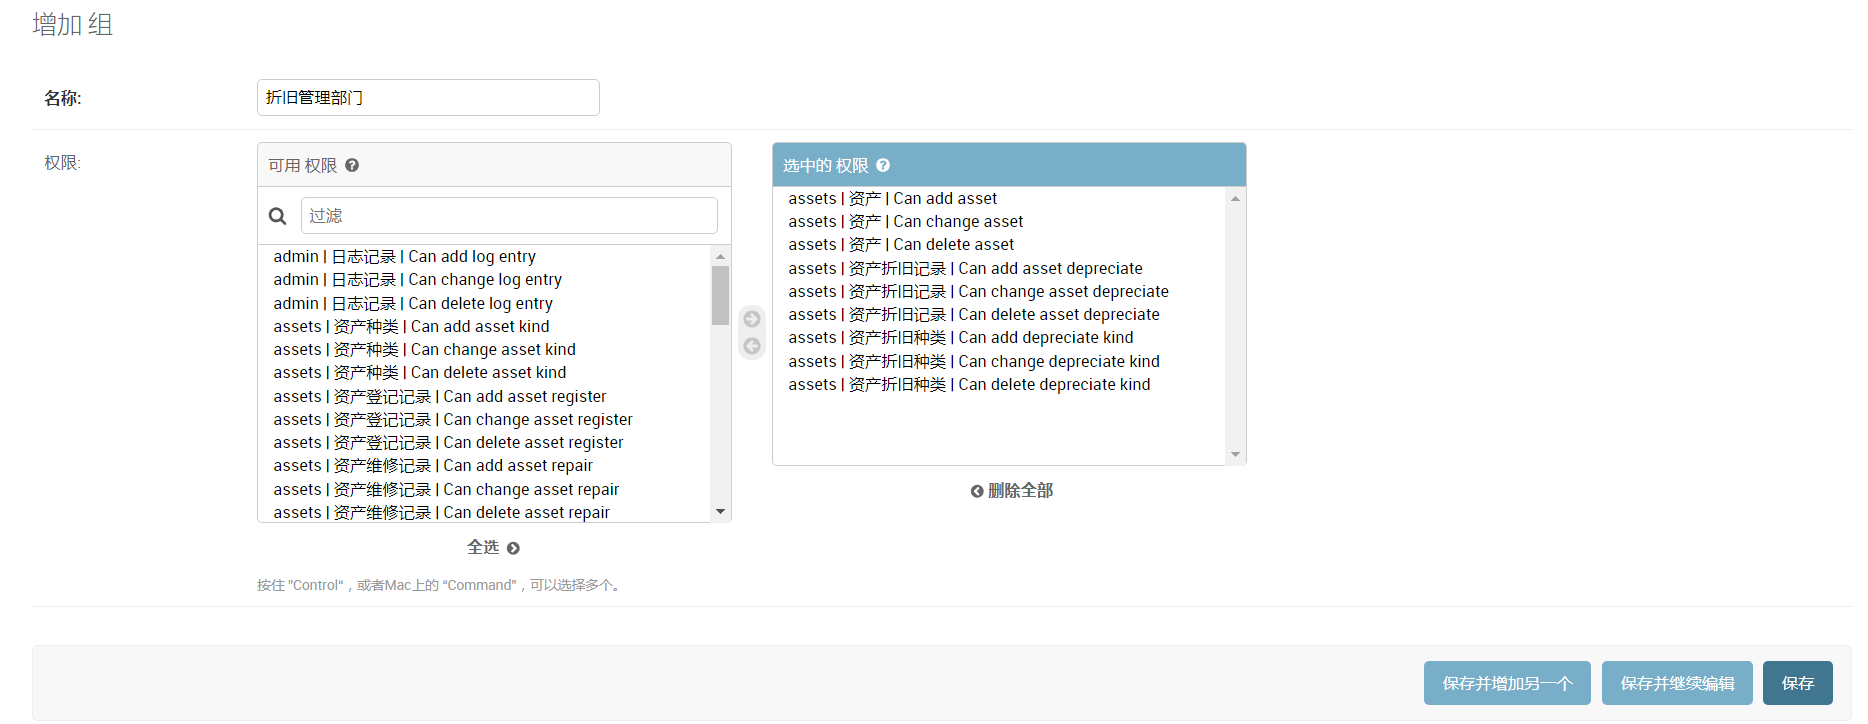 增加 组
名称:
折旧管理部门
权限:
可用 权限
过滤
admin | 日志记录 | Can add log entry
admin | 日志记录 | Can change log entry
admin | 日志记录 | Can delete log entry
assets | 资产种类 | Can add asset kind
assets | 资产种类 | Can change asset kind
assets | 资产种类 | Can delete asset kind
assets | 资产登记记录 | Can add asset register
assets | 资产登记记录 | Can change asset register
assets | 资产登记记录 | Can delete asset register
assets | 资产维修记录 | Can add asset repair
assets | 资产维修记录 | Can change asset repair
assets | 资产维修记录 | Can delete asset repair
全选
选中的 权限
assets | 资产 | Can add asset
assets | 资产 | Can change asset
assets | 资产 | Can delete asset
assets | 资产折旧记录 | Can add asset depreciate
assets | 资产折旧记录 | Can change asset depreciate
assets | 资产折旧记录 | Can delete asset depreciate
assets | 资产折旧种类 | Can add depreciate kind
assets | 资产折旧种类 | Can change depreciate kind
assets | 资产折旧种类 | Can delete depreciate kind
删除全部
按住 ”Control“，或者Mac上的 “Command”，可以选择多个。
保存并增加另一个
保存并继续编辑
保存